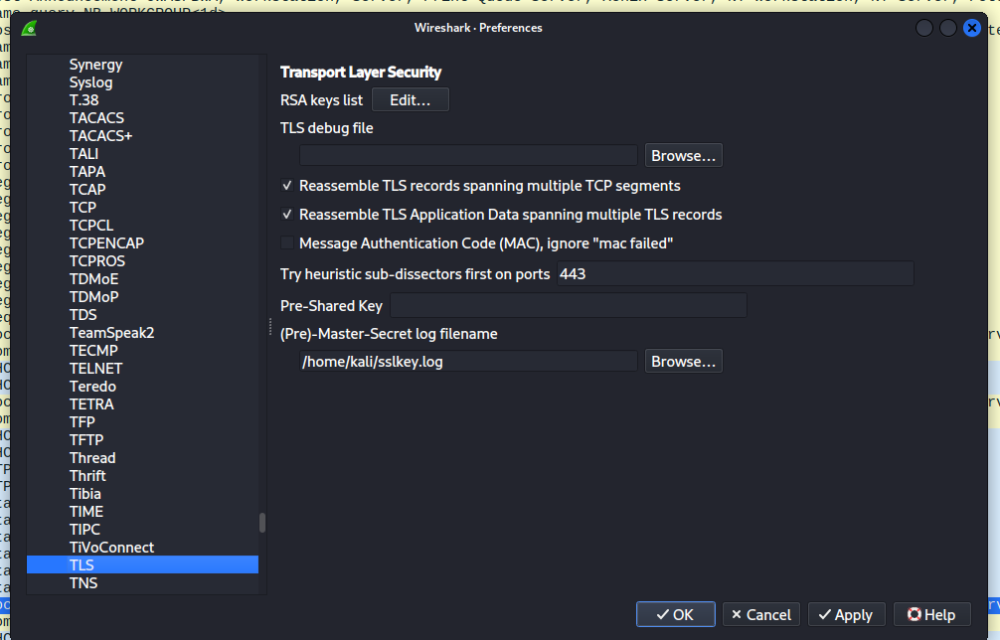 Wireshark · Preferences
Synergy
Syslog
T.38
TACACS
TACACS+
TALI
TAPA
TCAP
TCP
TCPCL
TCPENCAP
TCPROS
TDMoE
TDMoP
TDS
TeamSpeak2
TECMP
TELNET
Teredo
TETRA
TFP
TFTP
Thread
Thrift
Tibia
TIME
TIPC
TiVoConnect
TLS
TNS
Transport Layer Security
RSA keys list Edit…
TLS debug file
Browse…
Reassemble TLS records spanning multiple TCP segments
Reassemble TLS Application Data spanning multiple TLS records
Message Authentication Code (MAC), ignore "mac failed"
Try heuristic sub-dissectors first on ports 443
Pre-Shared Key
(Pre)-Master-Secret log filename
/home/kali/sslkey.log Browse…
OK Cancel Apply Help